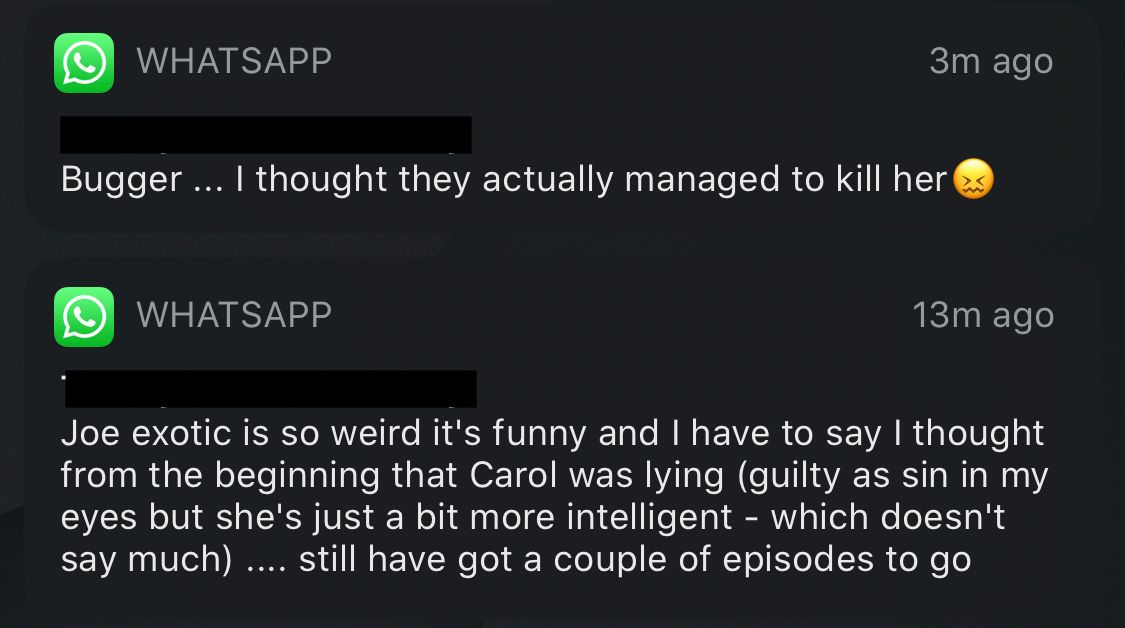 WHATSAPP
3m ago
Bugger ... I thought they actually managed to kill her😖
WHATSAPP
13m ago
Joe exotic is so weird it's funny and I have to say I thought
from the beginning that Carol was lying (guilty as sin in my
eyes but she's just a bit more intelligent - which doesn't
say much) .... still have got a couple of episodes to go